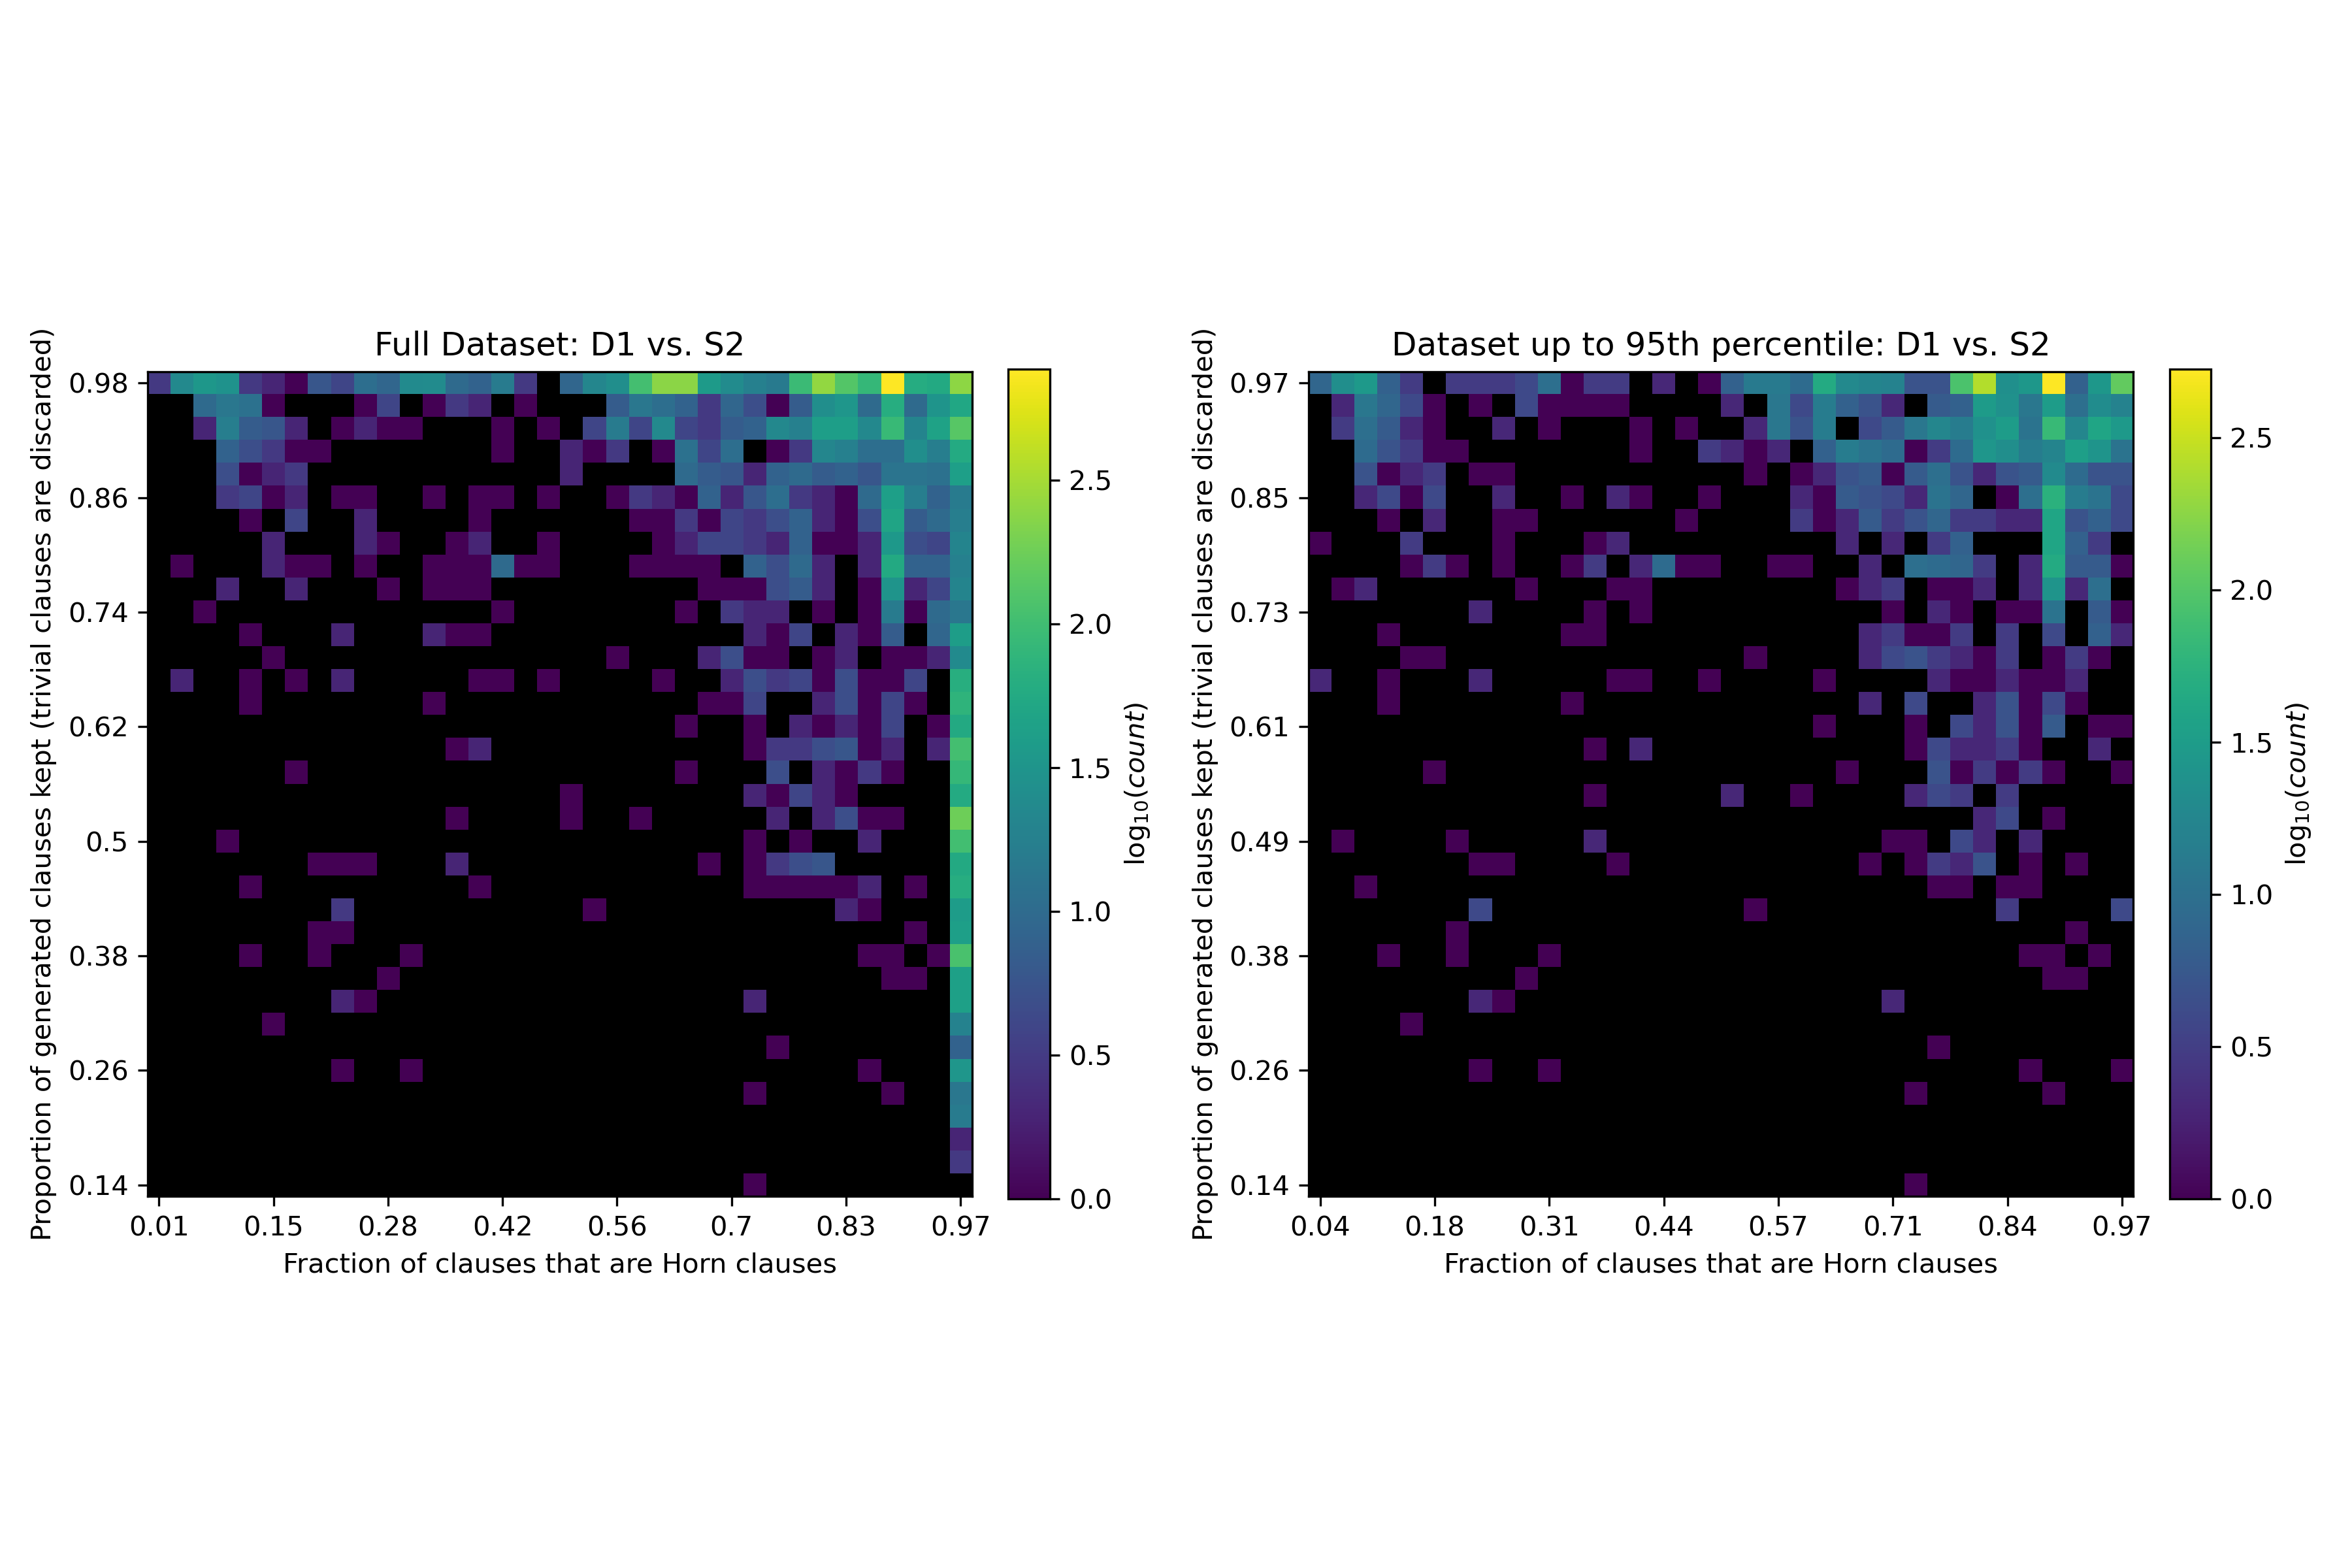 Full Dataset: D1 vs. S2
Proportion of generated clauses kept (trivial clauses are discarded)
0.98
0.86
0.74
0.62
0.5
0.38
0.26
0.14
0.01 0.15 0.28 0.42 0.56 0.7 0.83 0.97
Fraction of clauses that are Horn clauses
2.5
2.0
1.5
1.0
0.5
0.0
log10(count)
Dataset up to 95th percentile: D1 vs. S2
Proportion of generated clauses kept (trivial clauses are discarded)
0.97
0.85
0.73
0.61
0.49
0.38
0.26
0.14
0.04 0.18 0.31 0.44 0.57 0.71 0.84 0.97
Fraction of clauses that are Horn clauses
2.5
2.0
1.5
1.0
0.5
0.0
log10(count)